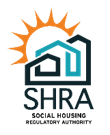 SHRA
SOCIAL HOUSING
REGULATORY AUTHORITY